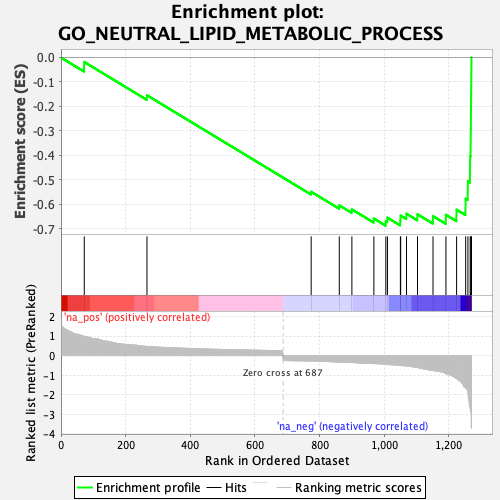 Enrichment plot:
GO_NEUTRAL_LIPID_METABOLIC_PROCESS
Enrichment score (ES)
0.0
-0.1
-0.2
-0.3
-0.4
-0.5
-0.6
-0.7
Ranked list metric (PreRanked)
2
1
0
-1
-2
-3
-4
'na_pos' (positively correlated)
Zero cross at 687
'na_neg' (negatively correlated)
0 200 400 600 800 1,000 1,200
Rank in Ordered Dataset
Enrichment profile Hits Ranking metric scores